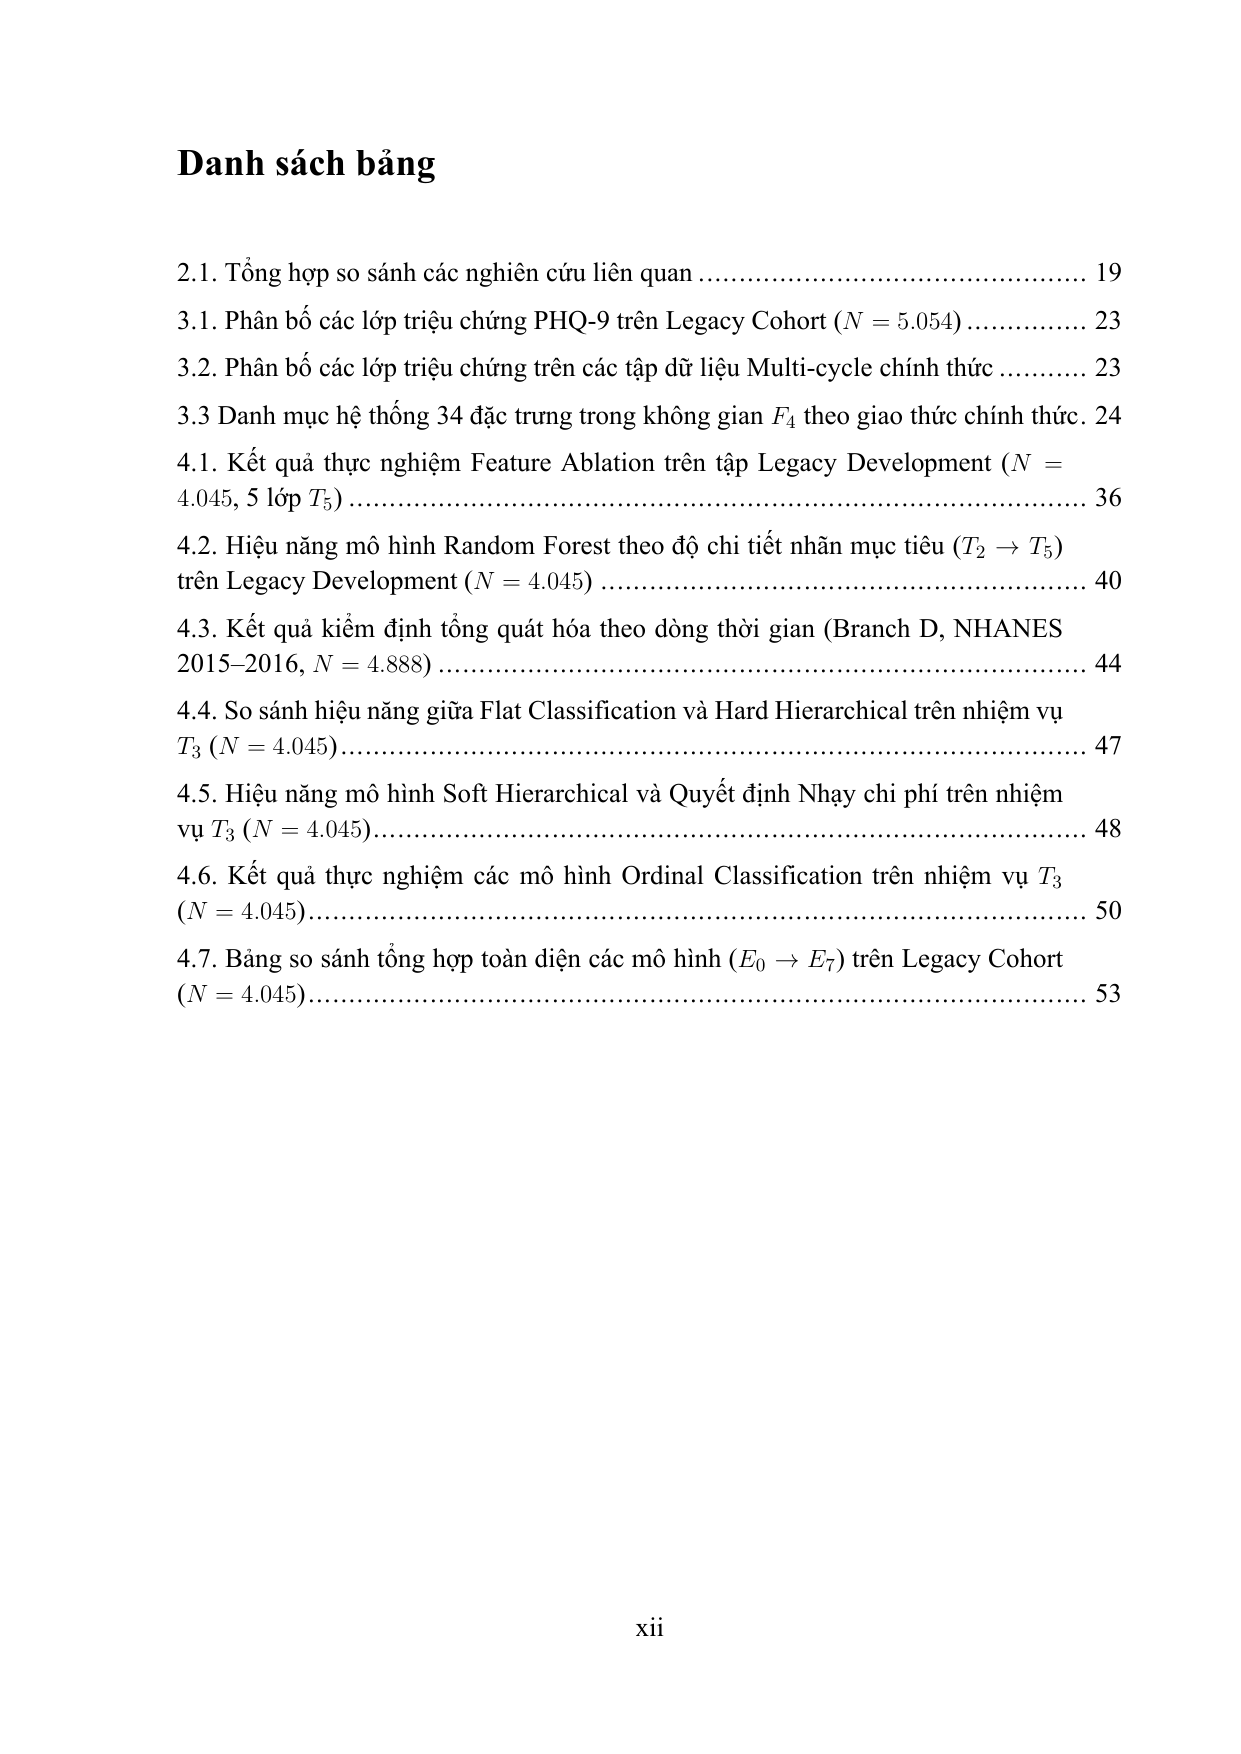 Danh sách bảng
2.1. Tổng hợp so sánh các nghiên cứu liên quan ................................................ 19
3.1. Phân bố các lớp triệu chứng PHQ-9 trên Legacy Cohort (N = 5.054) ............... 23
3.2. Phân bố các lớp triệu chứng trên các tập dữ liệu Multi-cycle chính thức ........... 23
3.3 Danh mục hệ thống 34 đặc trưng trong không gian F₄ theo giao thức chính thức. 24
4.1. Kết quả thực nghiệm Feature Ablation trên tập Legacy Development (N =
4.045, 5 lớp T₅) ........................................................................................... 36
4.2. Hiệu năng mô hình Random Forest theo độ chi tiết nhãn mục tiêu (T₂ → T₅)
trên Legacy Development (N = 4.045) ............................................................ 40
4.3. Kết quả kiểm định tổng quát hóa theo dòng thời gian (Branch D, NHANES
2015–2016, N = 4.888) ................................................................................ 44
4.4. So sánh hiệu năng giữa Flat Classification và Hard Hierarchical trên nhiệm vụ
T₃ (N = 4.045)............................................................................................ 47
4.5. Hiệu năng mô hình Soft Hierarchical và Quyết định Nhạy chi phí trên nhiệm
vụ T₃ (N = 4.045)........................................................................................ 48
4.6. Kết quả thực nghiệm các mô hình Ordinal Classification trên nhiệm vụ T₃
(N = 4.045)................................................................................................ 50
4.7. Bảng so sánh tổng hợp toàn diện các mô hình (E₀ → E₇) trên Legacy Cohort
(N = 4.045)................................................................................................ 53
xii